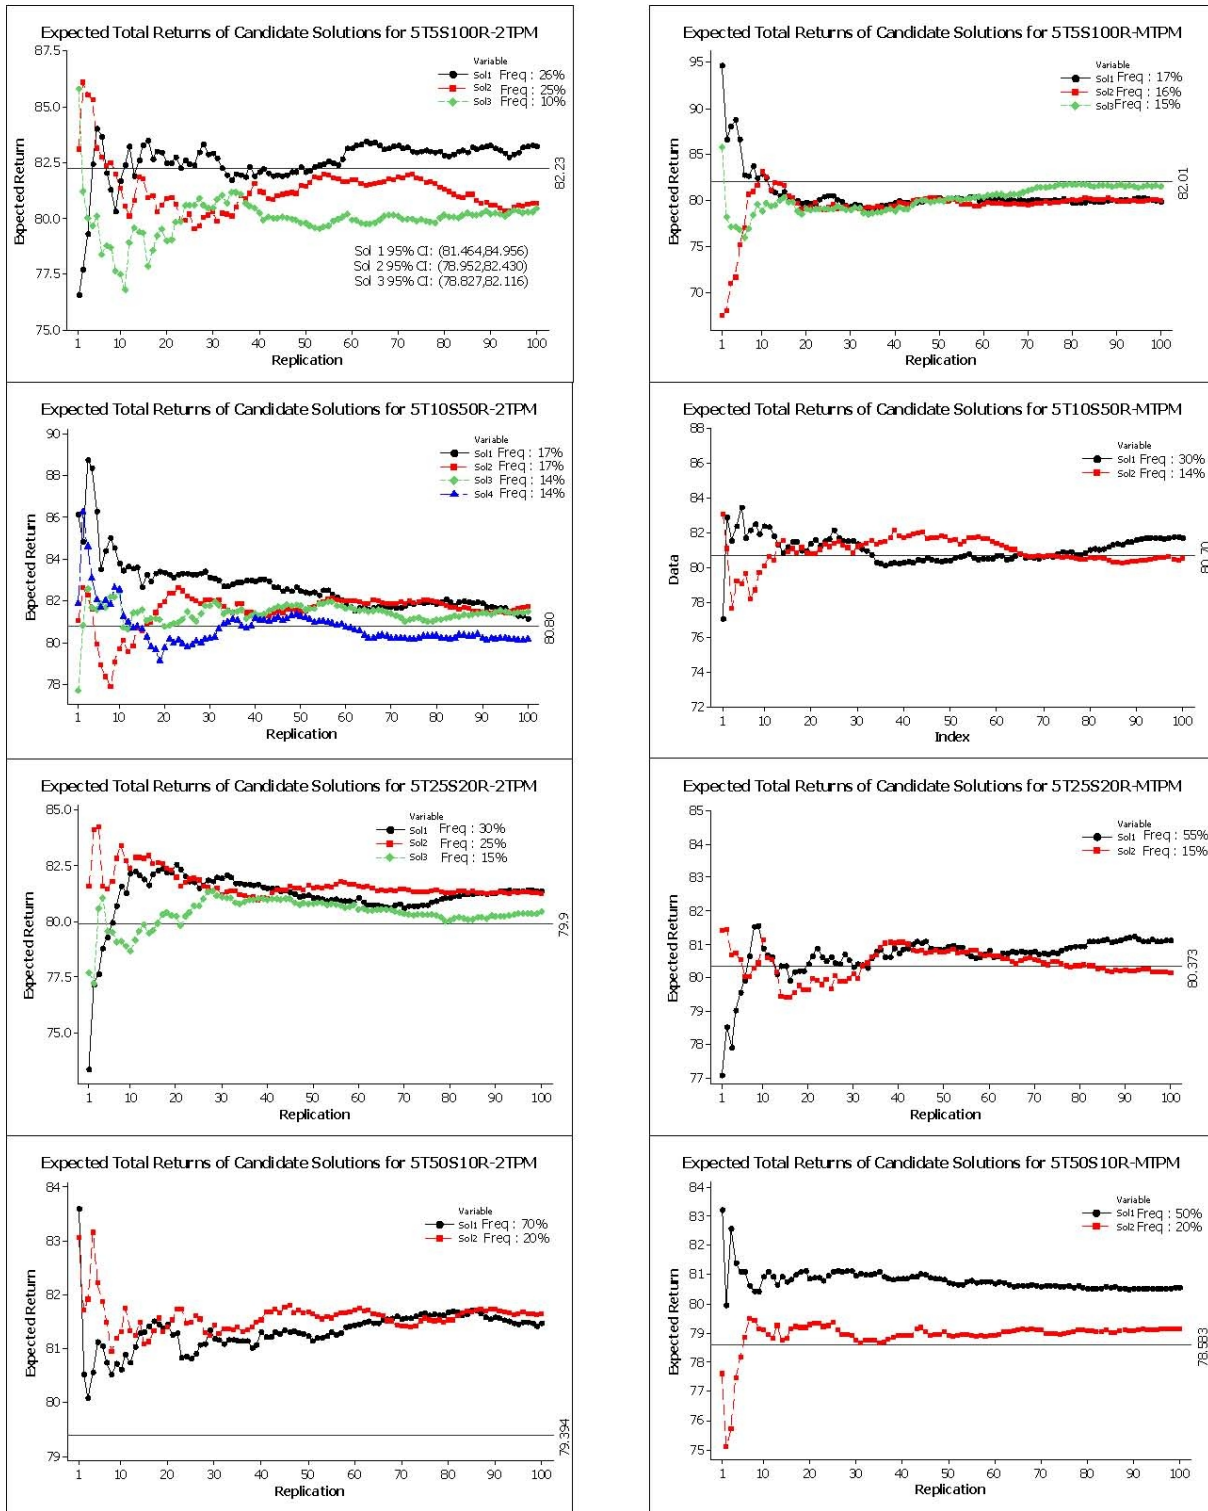 Expected Total Returns of Candidate Solutions for 5T5S100R-2TPM
87.5
85.0
82.5
80.0
77.5
75.0
Expected Return
Variable
Sol1 Freq : 26%
Sol2 Freq : 25%
Sol3 Freq : 10%
82.23
Sol 1 95% CI: (81.464,84.956)
Sol 2 95% CI: (78.952,82.430)
Sol 3 95% CI: (78.827,82.116)
1 10 20 30 40 50 60 70 80 90 100
Replication
Expected Total Returns of Candidate Solutions for 5T5S100R-MTPM
95
90
85
80
75
70
Expected Return
Variable
Sol1 Freq : 17%
Sol2 Freq : 16%
Sol3 Freq : 15%
82.01
1 10 20 30 40 50 60 70 80 90 100
Replication
Expected Total Returns of Candidate Solutions for 5T10S50R-2TPM
90
88
86
84
82
80
78
Expected Return
Variable
Sol1 Freq : 17%
Sol2 Freq : 17%
Sol3 Freq : 14%
Sol4 Freq : 14%
80.80
1 10 20 30 40 50 60 70 80 90 100
Replication
Expected Total Returns of Candidate Solutions for 5T10S50R-MTPM
88
86
84
82
80
78
76
74
72
Data
Variable
Sol1 Freq : 30%
Sol2 Freq : 14%
80.70
1 10 20 30 40 50 60 70 80 90 100
Index
Expected Total Returns of Candidate Solutions for 5T25S20R-2TPM
85.0
82.5
80.0
77.5
75.0
Expected Return
Variable
Sol1 Freq : 30%
Sol2 Freq : 25%
Sol3 Freq : 15%
79.9
1 10 20 30 40 50 60 70 80 90 100
Replication
Expected Total Returns of Candidate Solutions for 5T25S20R-MTPM
85
84
83
82
81
80
79
78
77
Expected Return
Variable
Sol1 Freq : 55%
Sol2 Freq : 15%
80.373
1 10 20 30 40 50 60 70 80 90 100
Replication
Expected Total Returns of Candidate Solutions for 5T50S10R-2TPM
84
83
82
81
80
79
Expected Return
Variable
Sol1 Freq : 70%
Sol2 Freq : 20%
79.394
1 10 20 30 40 50 60 70 80 90 100
Replication
Expected Total Returns of Candidate Solutions for 5T50S10R-MTPM
84
83
82
81
80
79
78
77
76
75
Expected Return
Variable
Sol1 Freq : 50%
Sol2 Freq : 20%
78.583
1 10 20 30 40 50 60 70 80 90 100
Replication